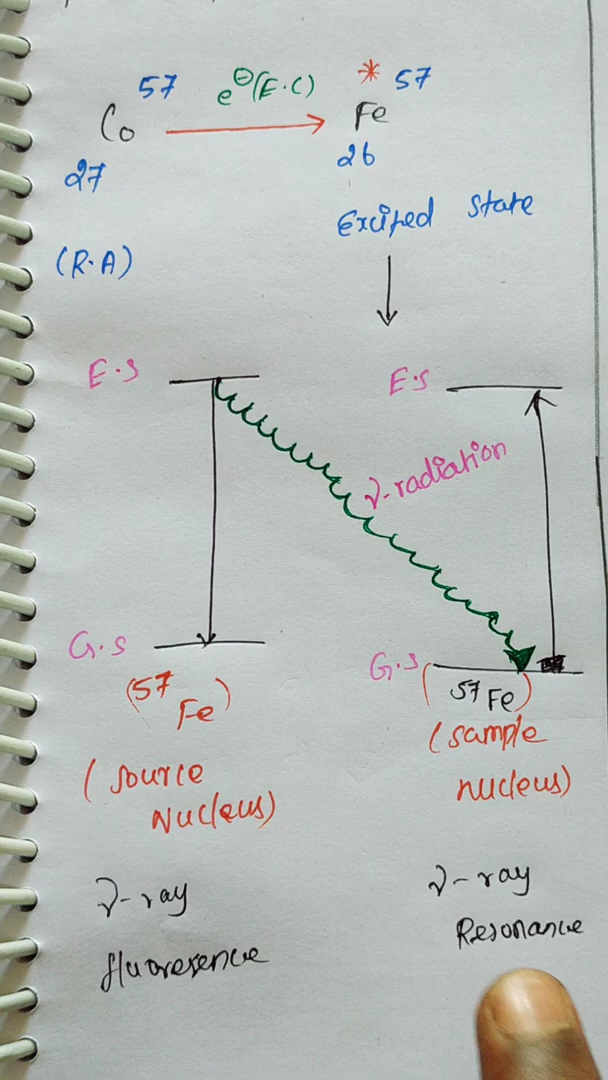 57 e⊖(E.C) * 57
Co → Fe
27 26
Excited state
(R.A)
E.S E.S
γ-radiation
G.S G.S
(57 Fe) (57 Fe)
(source (sample
Nucleus) nucleus)
γ-ray γ-ray
fluoresence Resonance